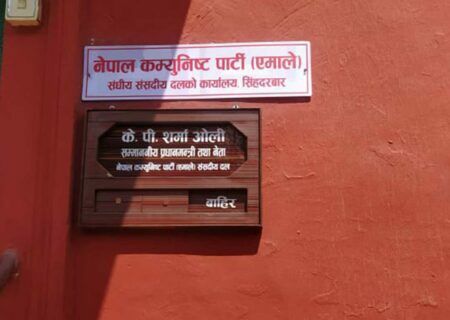 नेपाल कम्युनिष्ट पार्टी (एमाले)
संघीय संसदीय दलको कार्यालय, सिंहदरबार
के. पी. शर्मा ओली
सम्माननीय प्रधानमन्त्री तथा नेता
नेपाल कम्युनिष्ट पार्टी (एमाले) संसदीय दल
बाहिर